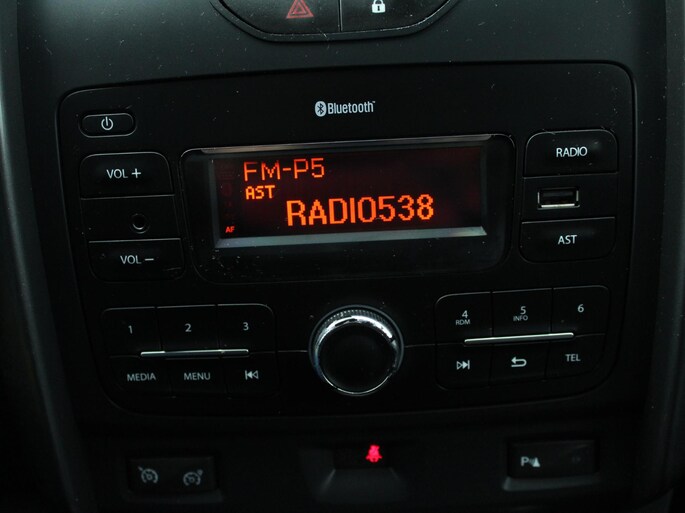 Bluetooth
FM-P5
AST
RADIO538
AF
VOL +
VOL −
RADIO
AST
1 2 3
MEDIA MENU
4 RDM 5 INFO 6
TEL
P